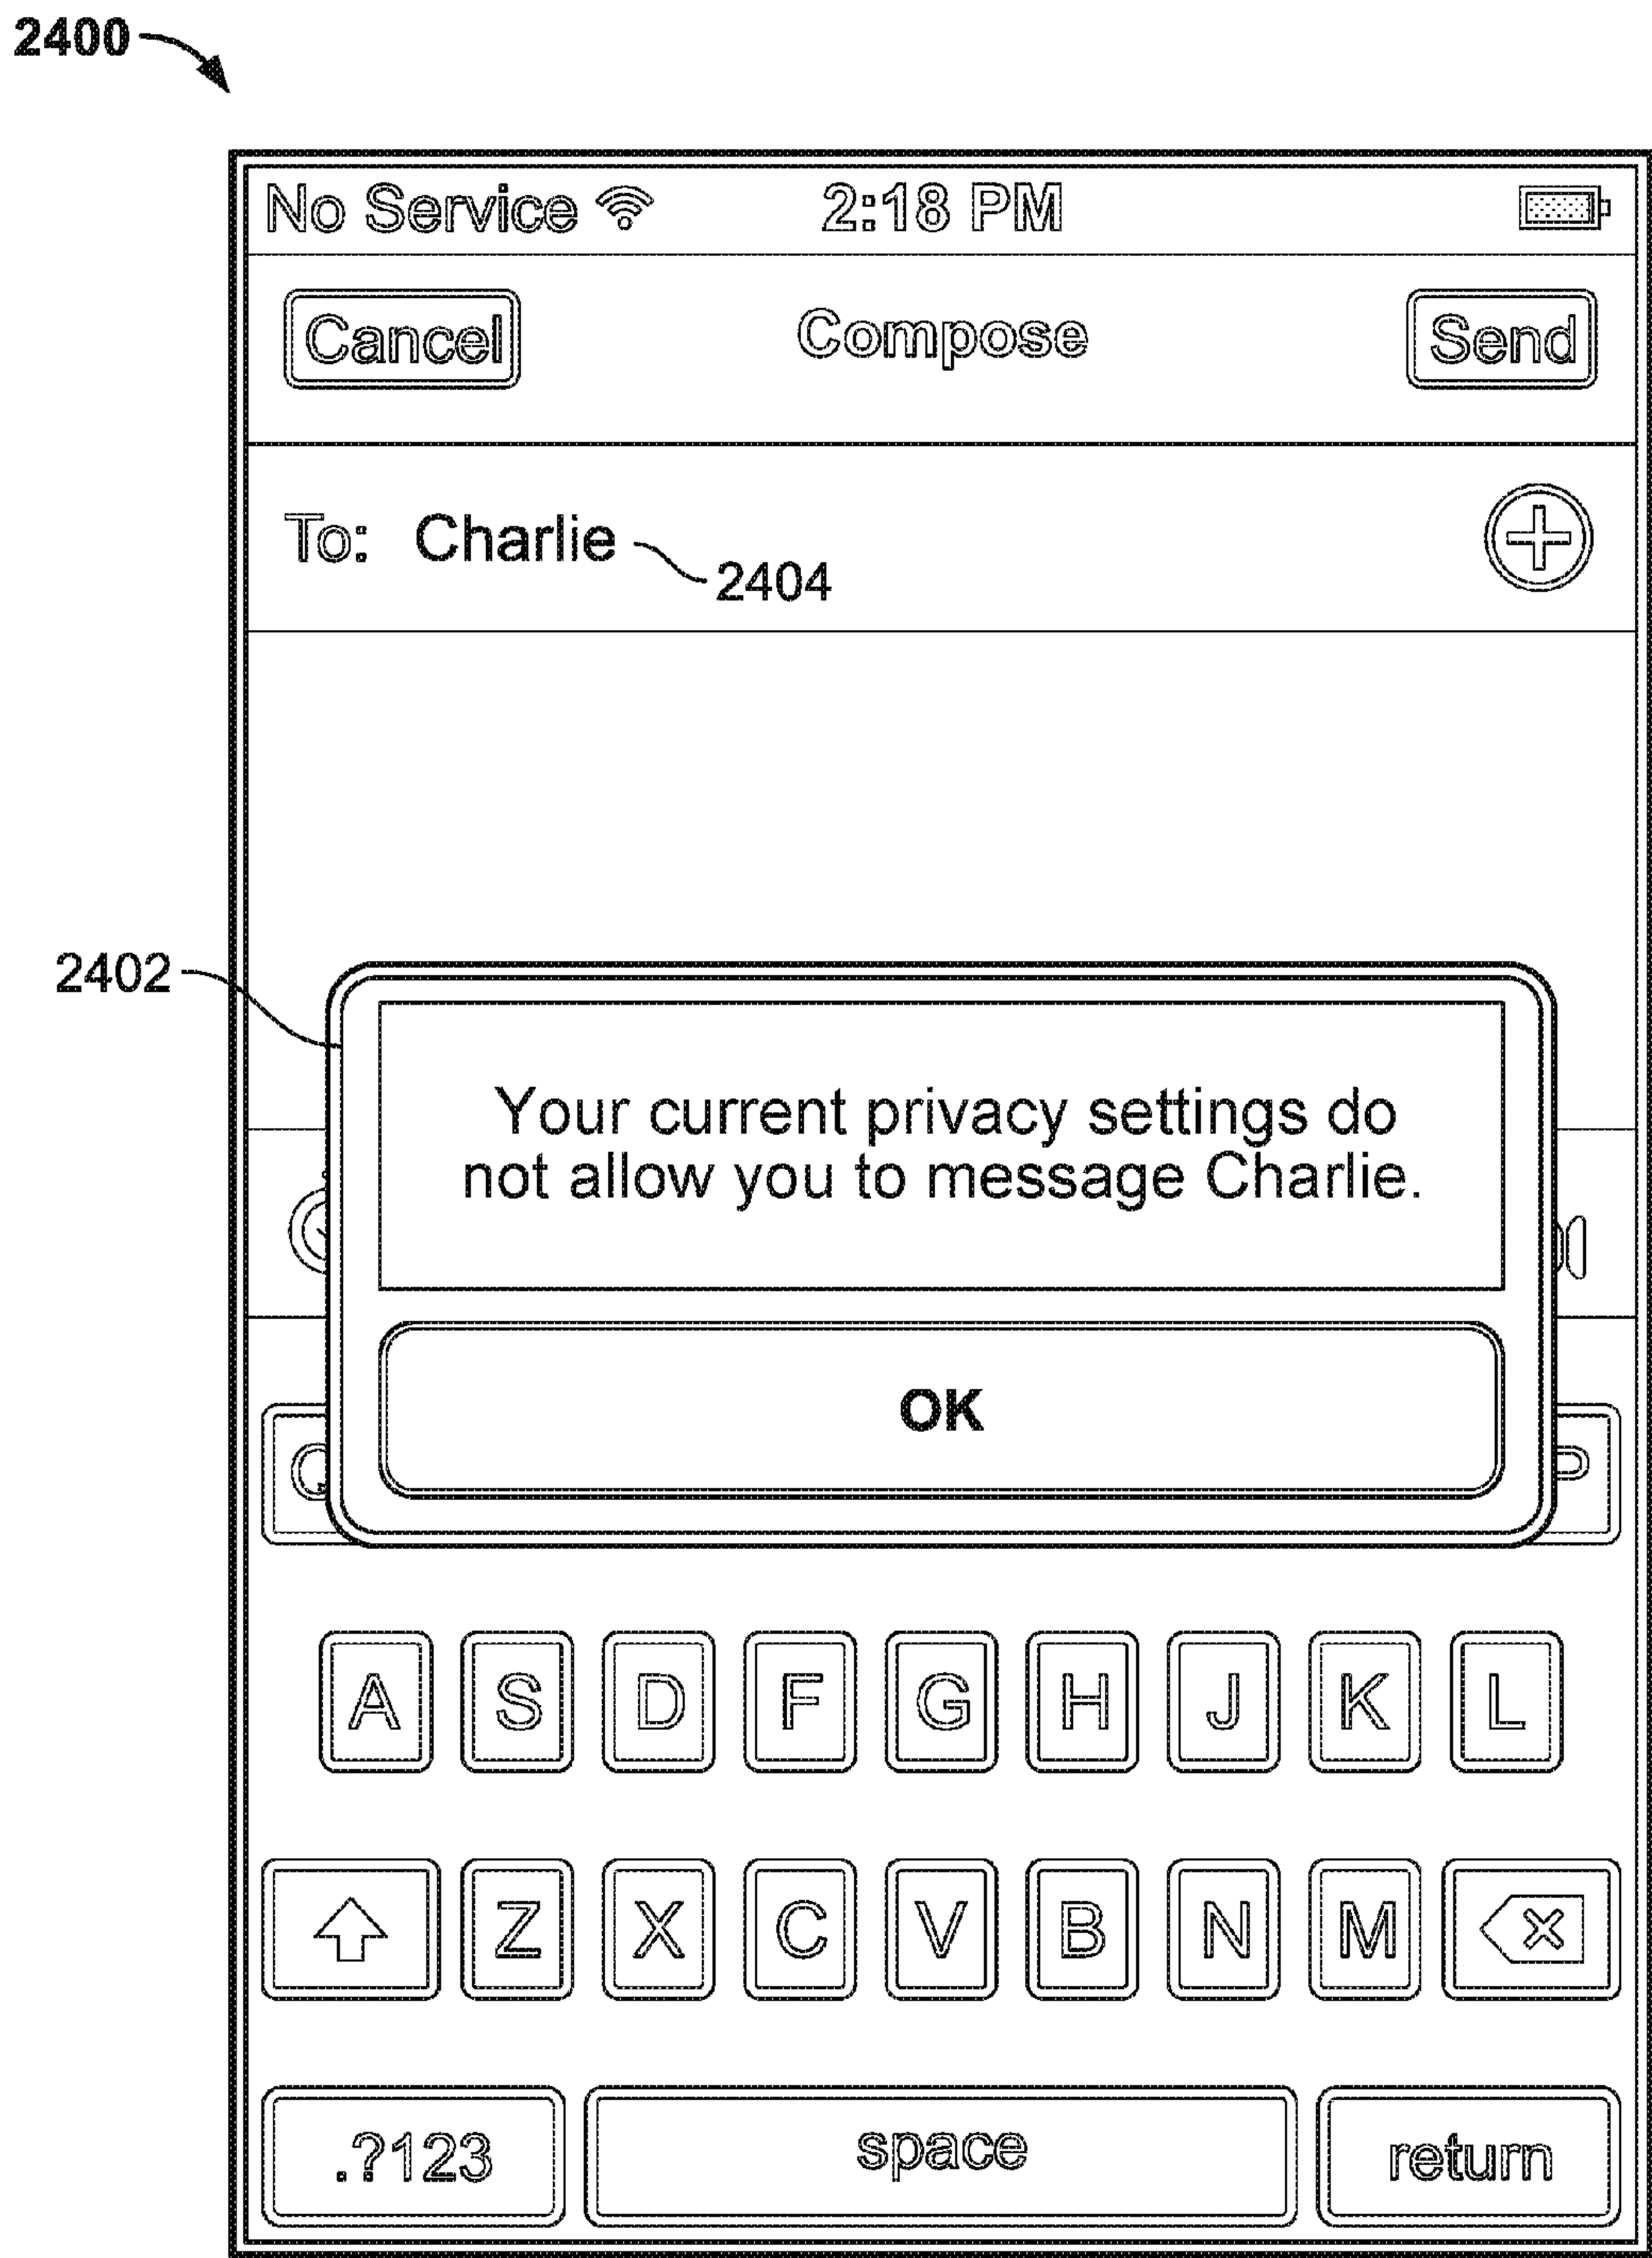 2400
No Service 2:18 PM
Cancel Compose Send
To: Charlie
2404
2402
Your current privacy settings do
not allow you to message Charlie.
OK
A S D F G H J K L
Z X C V B N M
.?123 space return